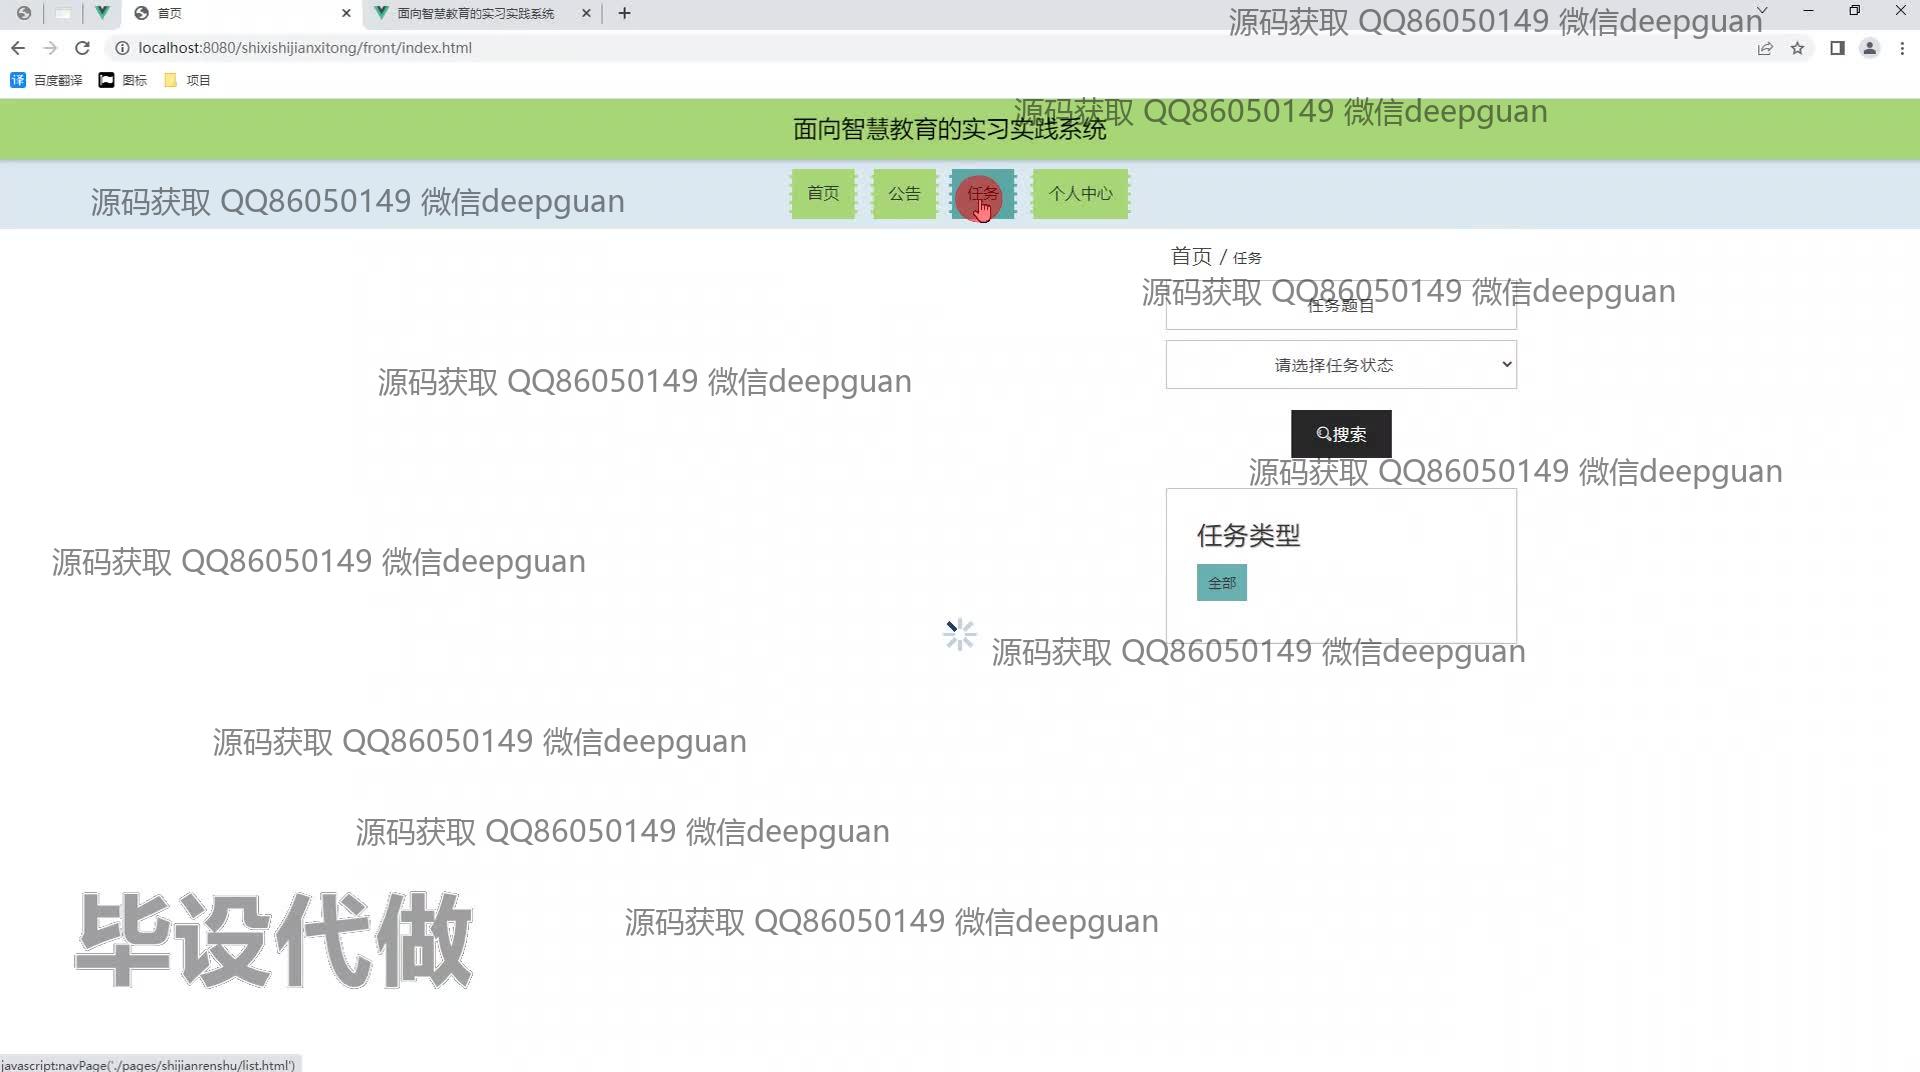 首页
面向智慧教育的实习实践系统
源码获取 QQ86050149 微信deepguan
localhost:8080/shixishijianxitong/front/index.html
译 百度翻译 图标 项目
源码获取 QQ86050149 微信deepguan
面向智慧教育的实习实践系统
首页 公告 任务 个人中心
源码获取 QQ86050149 微信deepguan
首页 / 任务
源码获取 QQ86050149 微信deepguan
任务题目
请选择任务状态
源码获取 QQ86050149 微信deepguan
搜索
源码获取 QQ86050149 微信deepguan
任务类型
源码获取 QQ86050149 微信deepguan
全部
源码获取 QQ86050149 微信deepguan
源码获取 QQ86050149 微信deepguan
源码获取 QQ86050149 微信deepguan
源码获取 QQ86050149 微信deepguan
毕设代做
javascript:navPage('./pages/shijianrenshu/list.html')